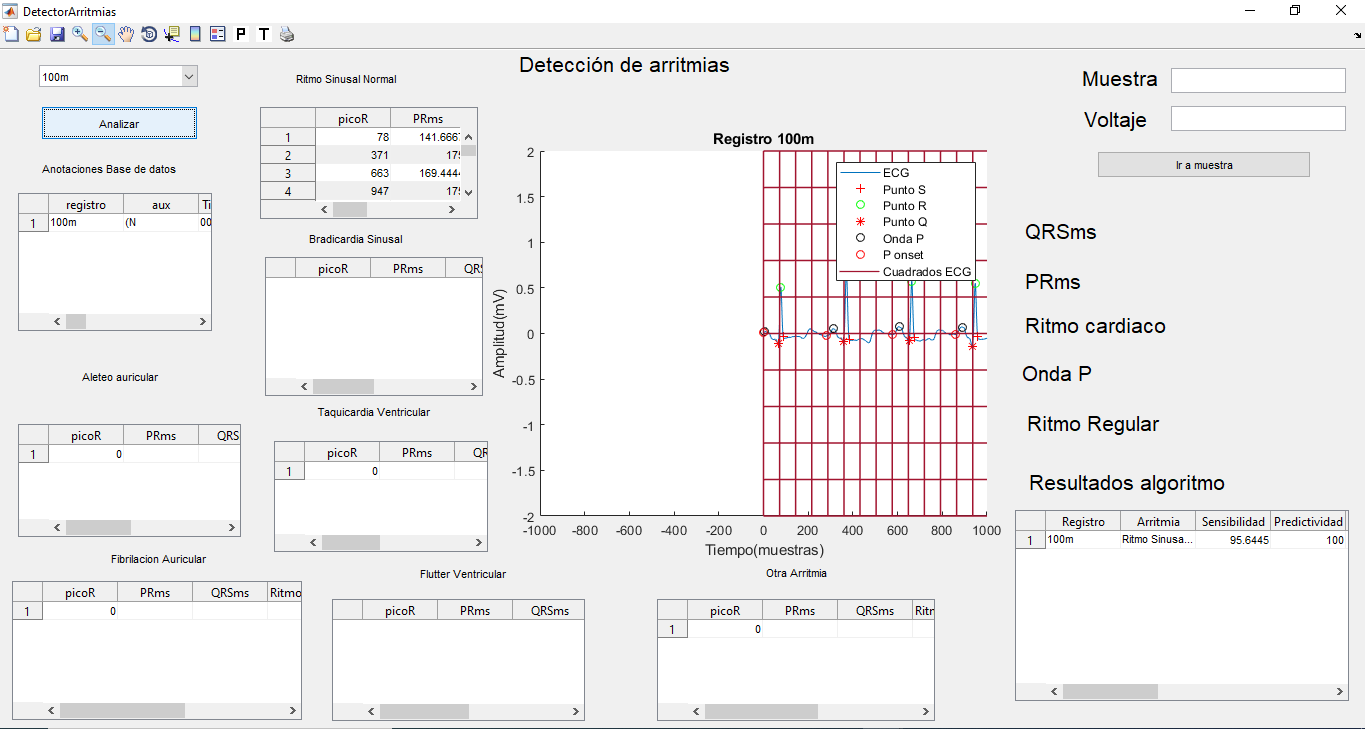 DetectorArritmias
P T
100m
Analizar
Anotaciones Base de datos
registro aux Ti
1 100m (N 00
Aleteo auricular
picoR PRms QRS
1 0
Fibrilacion Auricular
picoR PRms QRSms Ritmo
1 0
Ritmo Sinusal Normal
picoR PRms
1 78 141.666
2 371 17
3 663 169.444
4 947 17
Bradicardia Sinusal
picoR PRms QRS
Taquicardia Ventricular
picoR PRms QR
1 0
Flutter Ventricular
picoR PRms QRSms
Detección de arritmias
Registro 100m
ECG
Punto S
Punto R
Punto Q
Onda P
P onset
Cuadrados ECG
Amplitud(mV)
2
1.5
1
0.5
0
-0.5
-1
-1.5
-2
-1000 -800 -600 -400 -200 0 200 400 600 800 1000
Tiempo(muestras)
Otra Arritmia
picoR PRms QRSms Ritr
1 0
Muestra
Voltaje
Ir a muestra
QRSms
PRms
Ritmo cardiaco
Onda P
Ritmo Regular
Resultados algoritmo
Registro Arritmia Sensibilidad Predictividad
1 100m Ritmo Sinusa... 95.6445 100